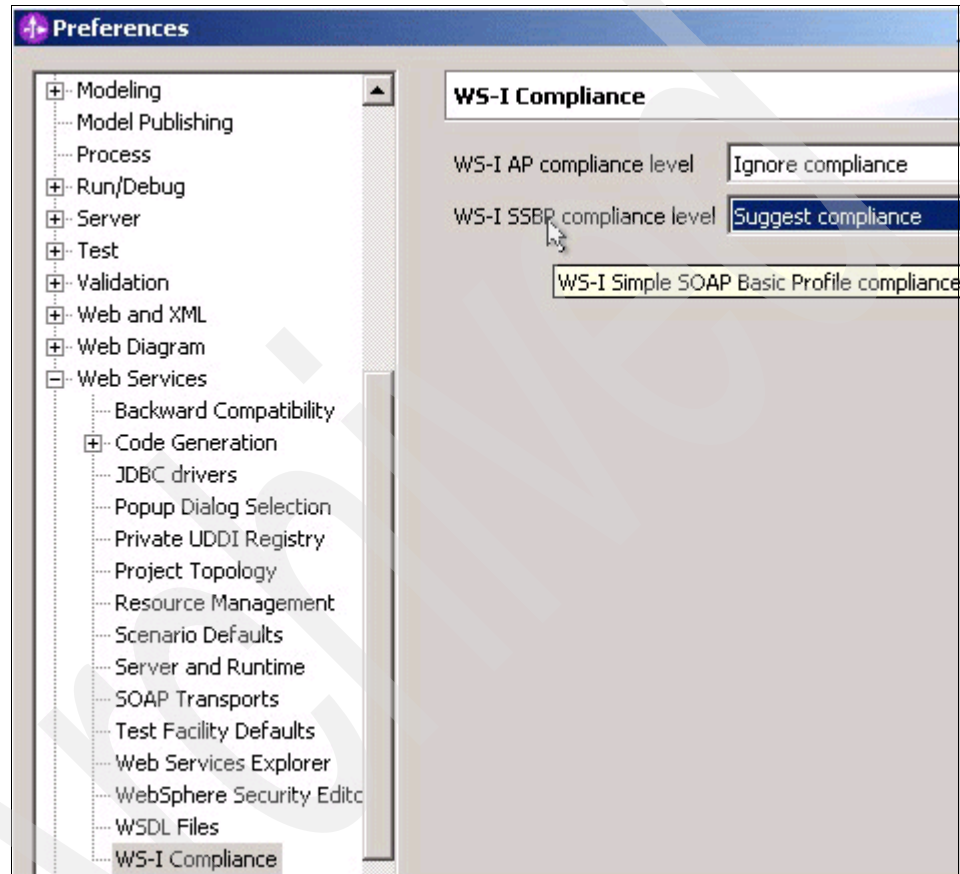 Preferences
Modeling
Model Publishing
Process
Run/Debug
Server
Test
Validation
Web and XML
Web Diagram
Web Services
Backward Compatibility
Code Generation
JDBC drivers
Popup Dialog Selection
Private UDDI Registry
Project Topology
Resource Management
Scenario Defaults
Server and Runtime
SOAP Transports
Test Facility Defaults
Web Services Explorer
WebSphere Security Editc
WSDL Files
WS-I Compliance
WS-I Compliance
WS-I AP compliance level Ignore compliance
WS-I SSBP compliance level Suggest compliance
WS-I Simple SOAP Basic Profile compliance